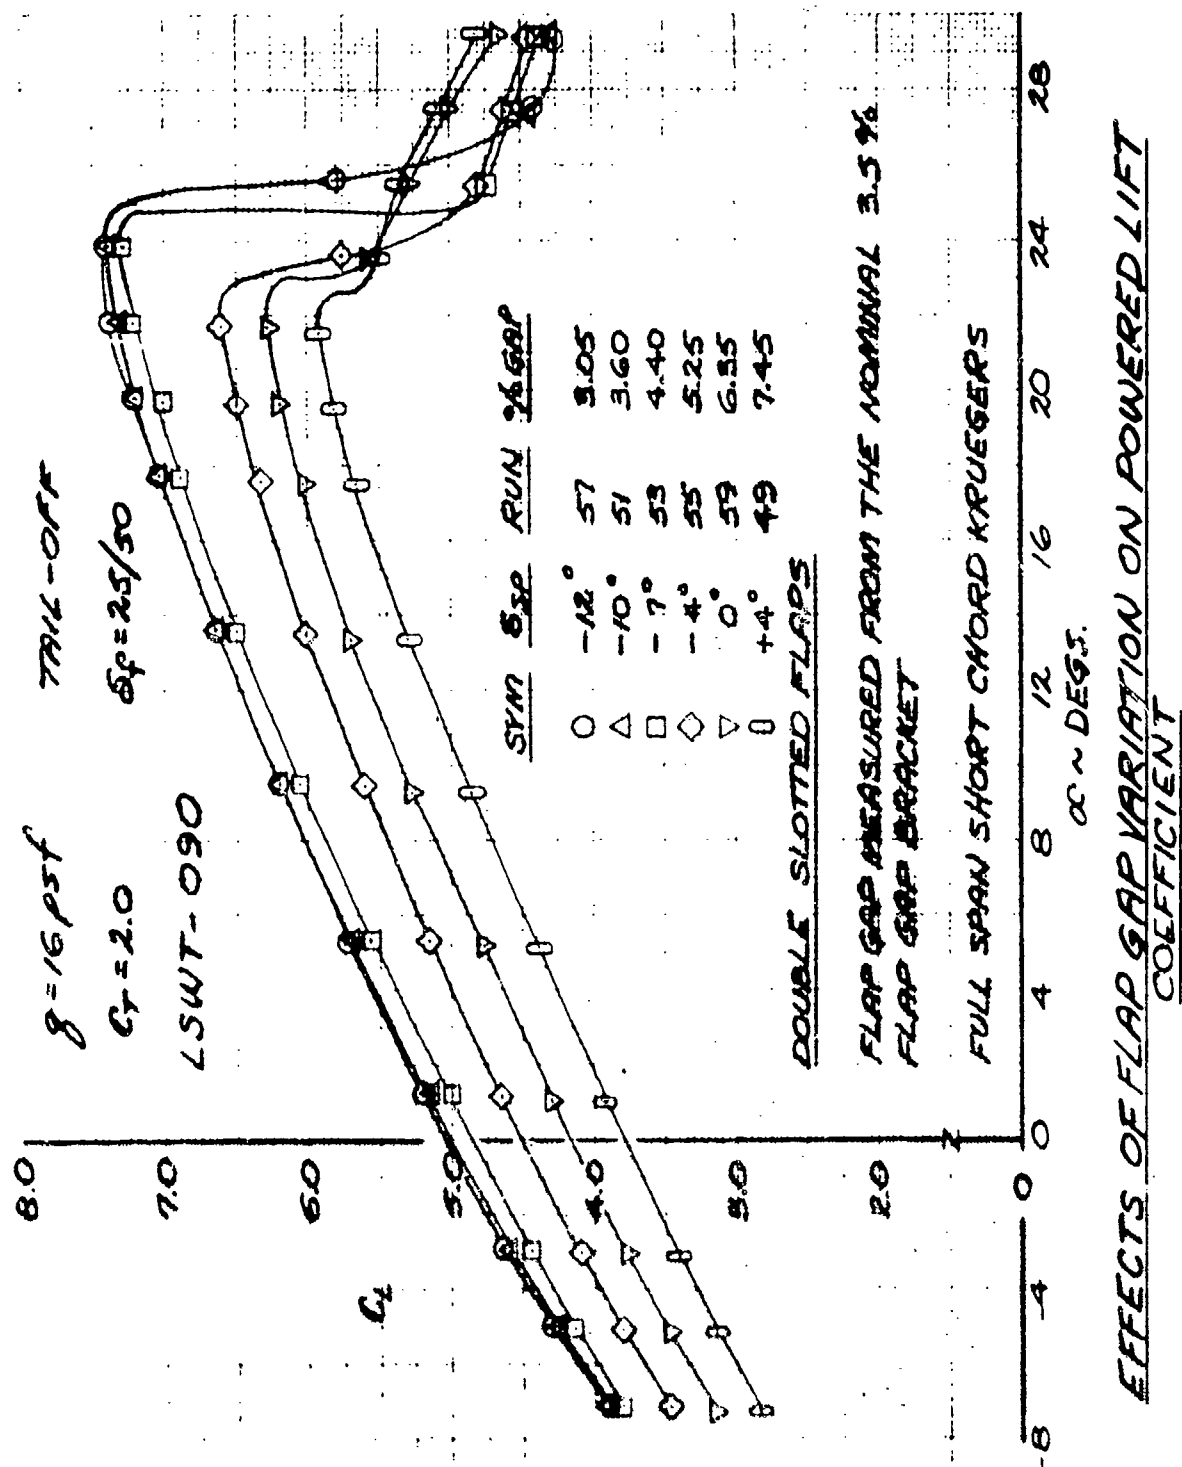 q=16 psf
TAIL-OFF
C_T=2.0
δ_F=25/50
LSWT-090
8.0
7.0
6.0
5.0
4.0
3.0
2.0
0
C_L
SYM δ_SP RUN %GAP
○ -12° 57 3.05
△ -10° 51 3.60
□ -7° 53 4.40
◇ -4° 55 5.25
▽ 0° 59 6.35
+4° 49 7.45
DOUBLE SLOTTED FLAPS
FLAP GAP MEASURED FROM THE NOMINAL 3.5%
FLAP GAP BRACKET
FULL SPAN SHORT CHORD KRUEGERS
-8 -4 0 4 8 12 16 20 24 28
α ~ DEGS.
EFFECTS OF FLAP GAP VARIATION ON POWERED LIFT
COEFFICIENT